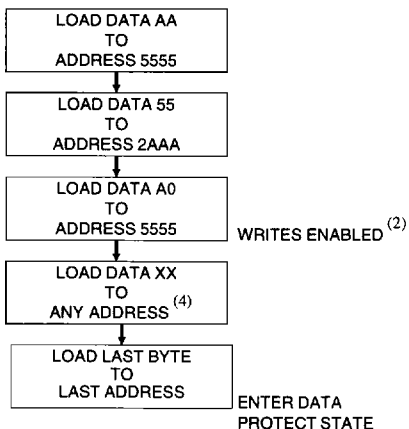 LOAD DATA AA
TO
ADDRESS 5555
LOAD DATA 55
TO
ADDRESS 2AAA
LOAD DATA A0
TO
ADDRESS 5555
WRITES ENABLED (2)
LOAD DATA XX
TO
ANY ADDRESS (4)
LOAD LAST BYTE
TO
LAST ADDRESS
ENTER DATA
PROTECT STATE